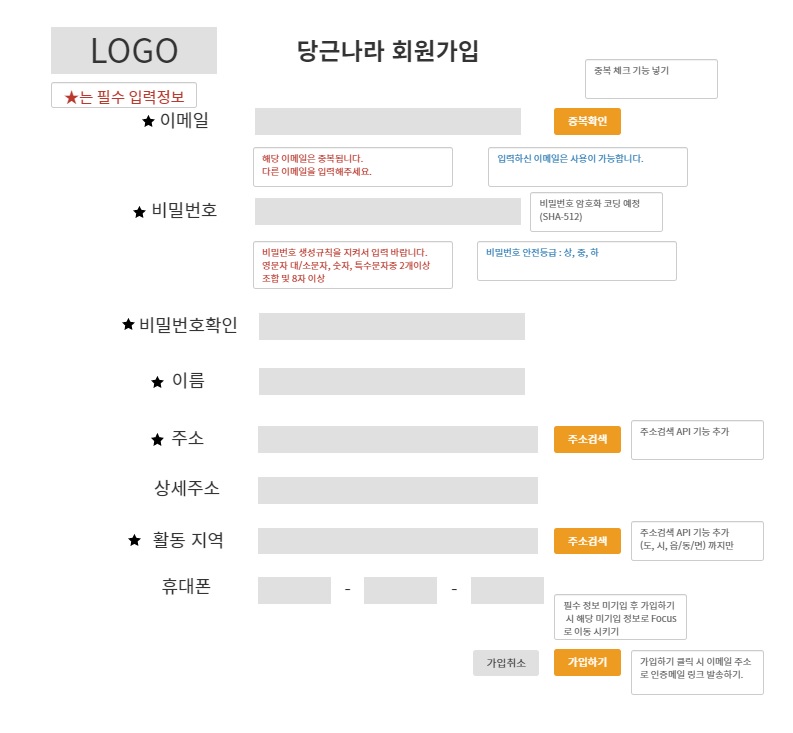 LOGO
당근나라 회원가입
중복 체크 기능 넣기
★는 필수 입력정보
★ 이메일
중복확인
해당 이메일은 중복됩니다.
다른 이메일을 입력해주세요.
입력하신 이메일은 사용이 가능합니다.
★ 비밀번호
비밀번호 암호화 코딩 예정
(SHA-512)
비밀번호 생성규칙을 지켜서 입력 바랍니다.
영문자 대/소문자, 숫자, 특수문자중 2개이상
조합 및 8자 이상
비밀번호 안전등급 : 상, 중, 하
★ 비밀번호확인
★ 이름
★ 주소
주소검색
주소검색 API 기능 추가
상세주소
★ 활동 지역
주소검색
주소검색 API 기능 추가
(도, 시, 읍/동/면) 까지만
휴대폰
- -
필수 정보 미기입 후 가입하기
시 해당 미기입 정보로 Focus
로 이동 시키기
가입취소
가입하기
가입하기 클릭 시 이메일 주소
로 인증메일 링크 발송하기.